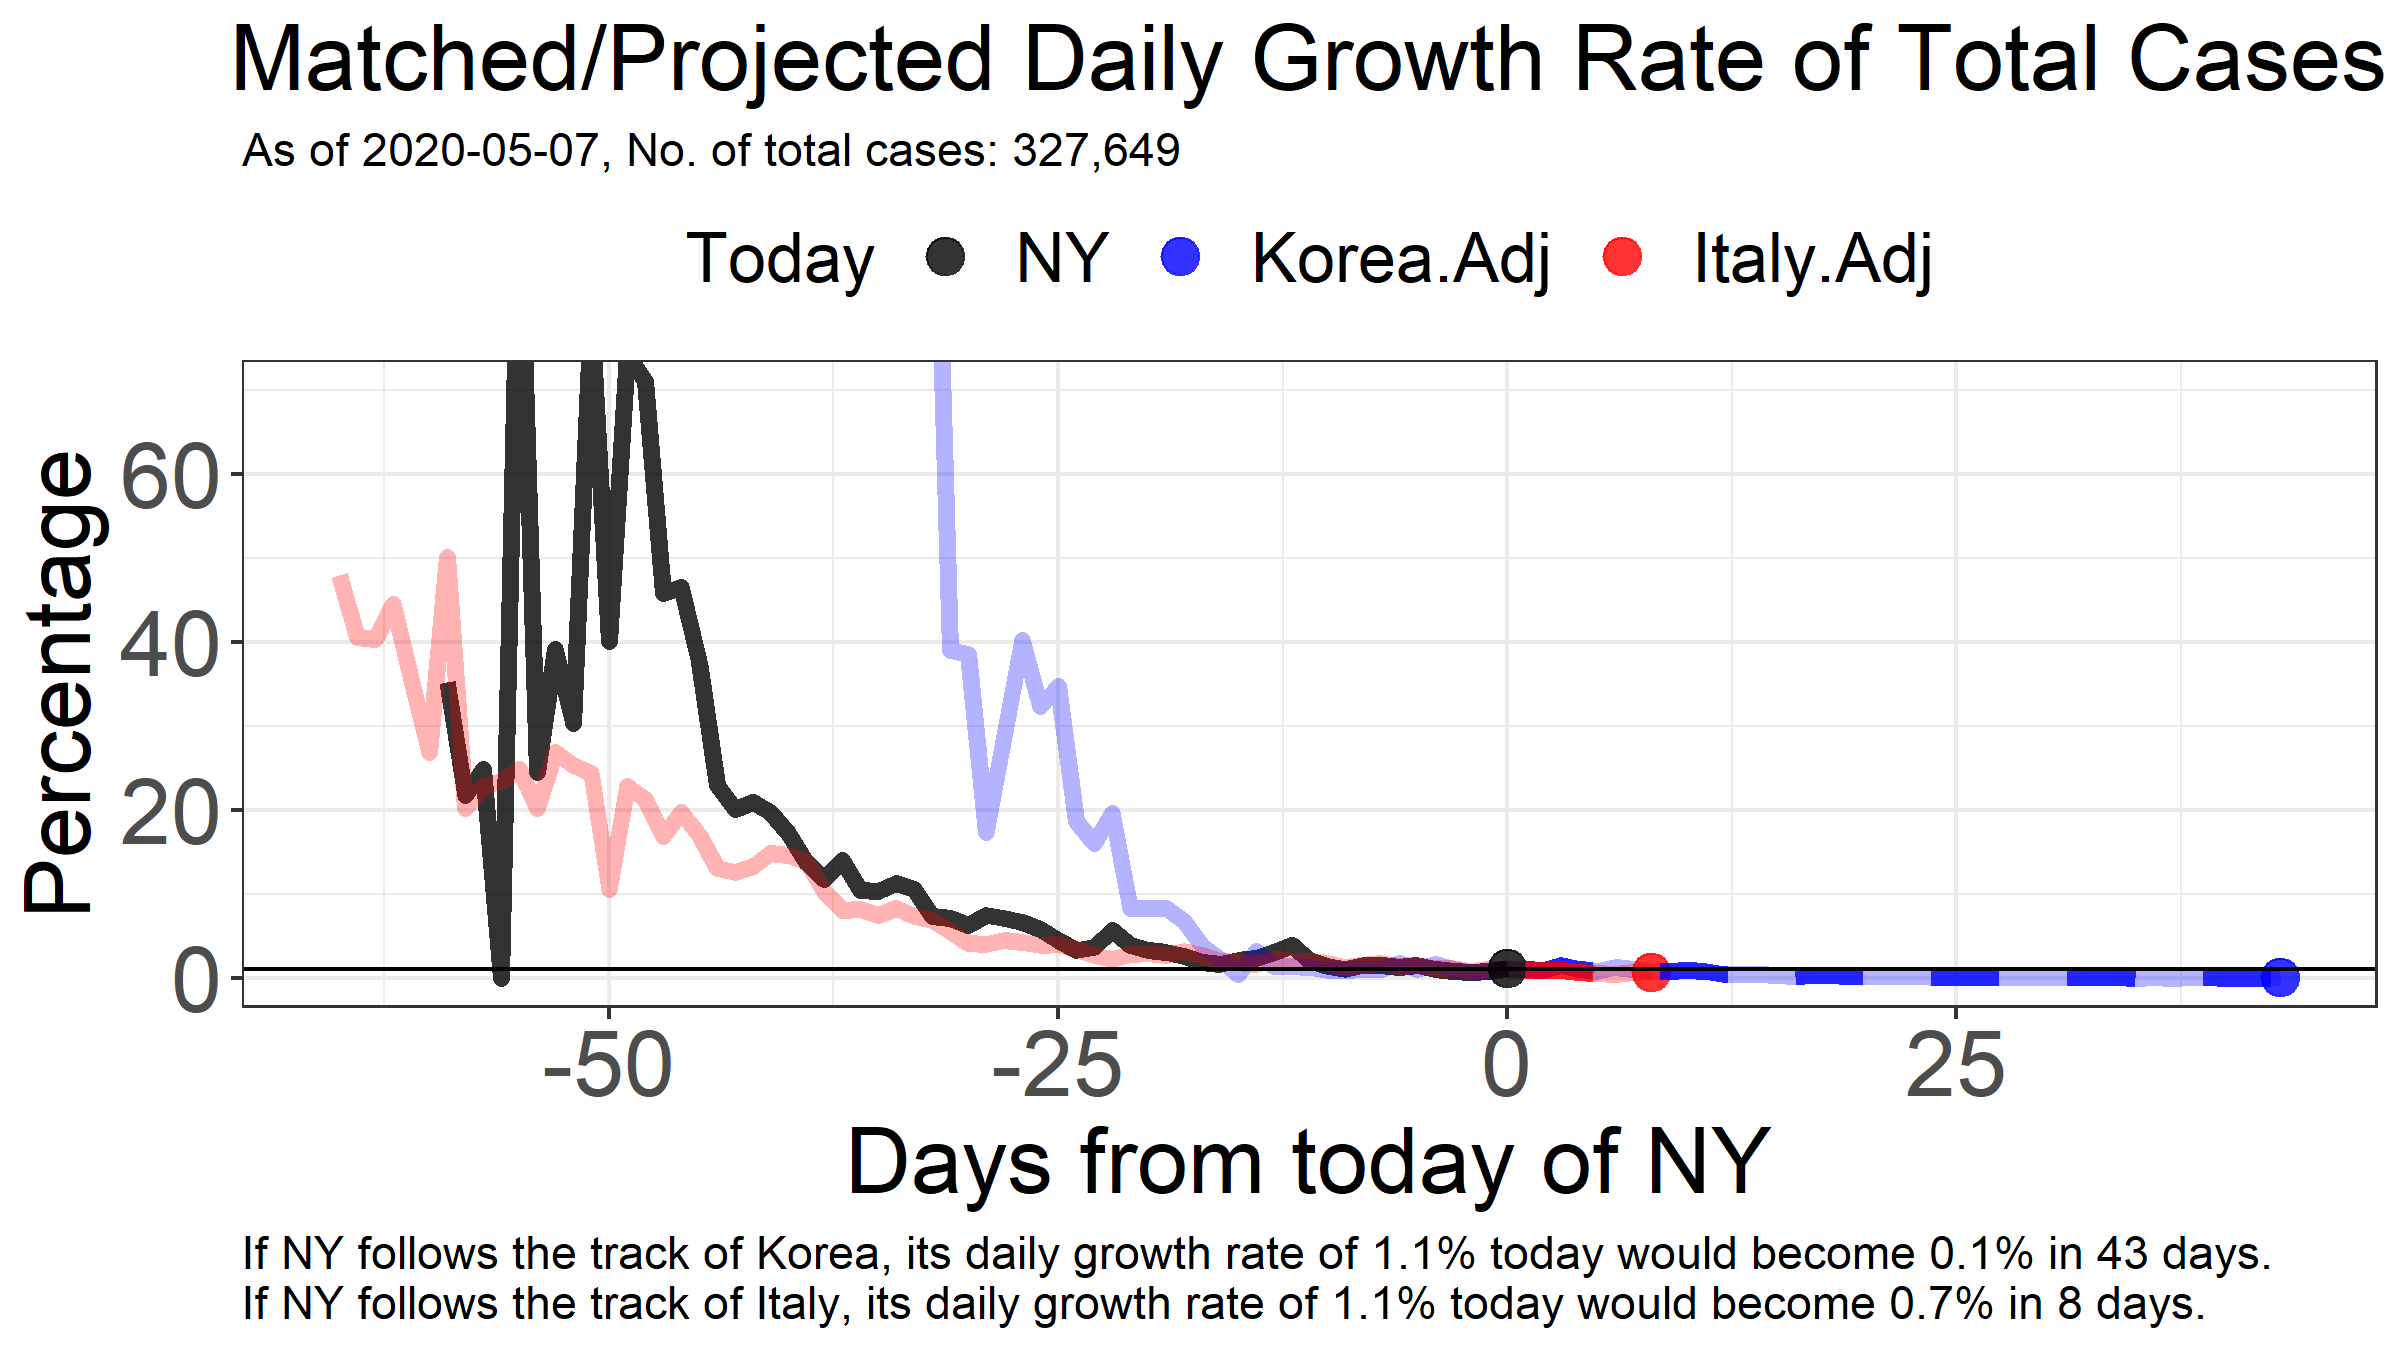 Matched/Projected Daily Growth Rate of Total Cases
As of 2020-05-07, No. of total cases: 327,649
Today NY Korea.Adj Italy.Adj
Percentage
60
40
20
0
-50 -25 0 25
Days from today of NY
If NY follows the track of Korea, its daily growth rate of 1.1% today would become 0.1% in 43 days.
If NY follows the track of Italy, its daily growth rate of 1.1% today would become 0.7% in 8 days.